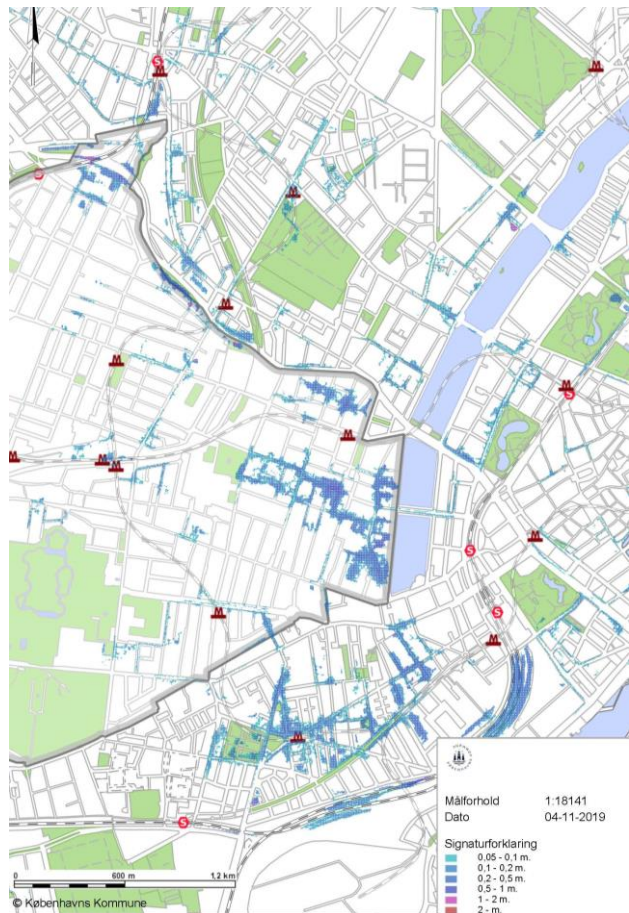 M
S
M
S
M
M
M
M
S
M
M
M
M
M
S
M
S
M
M
S
Målforhold 1:18141
Dato 04-11-2019
Signaturforklaring
0,05 - 0,1 m.
0,1 - 0,2 m.
0,2 - 0,5 m.
0,5 - 1 m.
1 - 2 m.
2 - m.
0 600 m 1,2 km
© Københavns Kommune